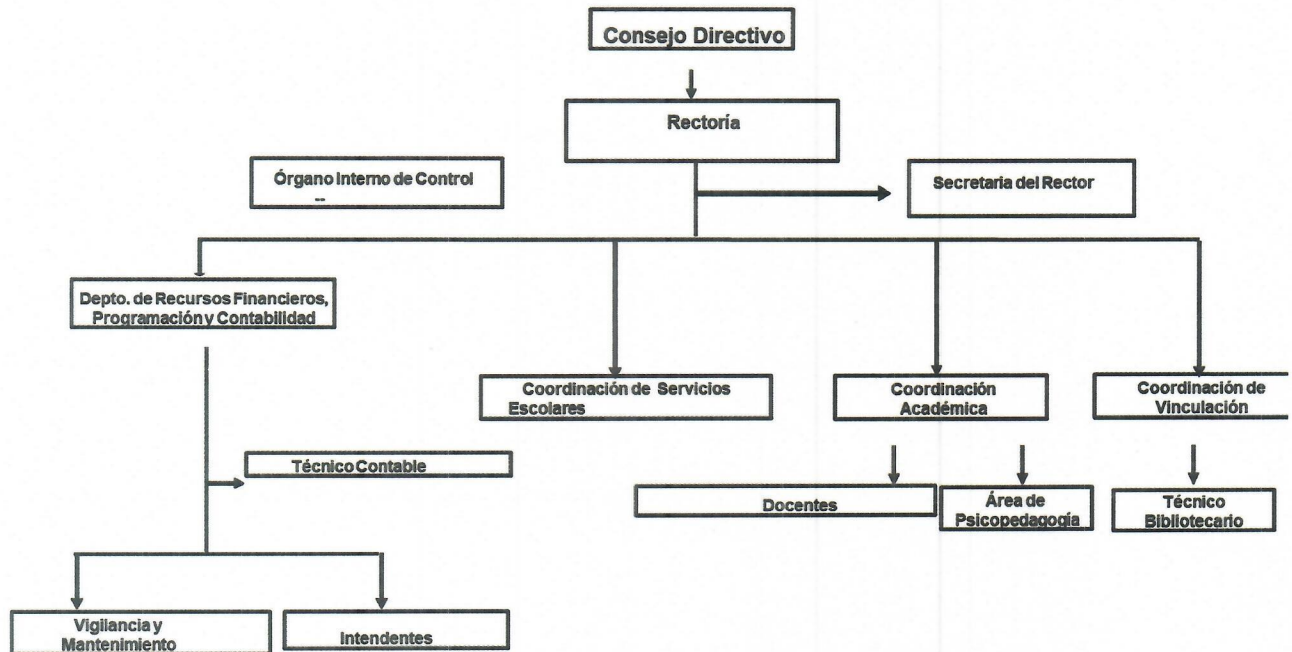 Consejo Directivo
Rectoría
Órgano Interno de Control
--
Secretaria del Rector
Depto. de Recursos Financieros,
Programación y Contabilidad
Coordinación de Servicios
Escolares
Coordinación
Académica
Coordinación de
Vinculación
Técnico Contable
Docentes
Área de
Psicopedagogía
Técnico
Bibliotecario
Vigilancia y
Mantenimiento
Intendentes